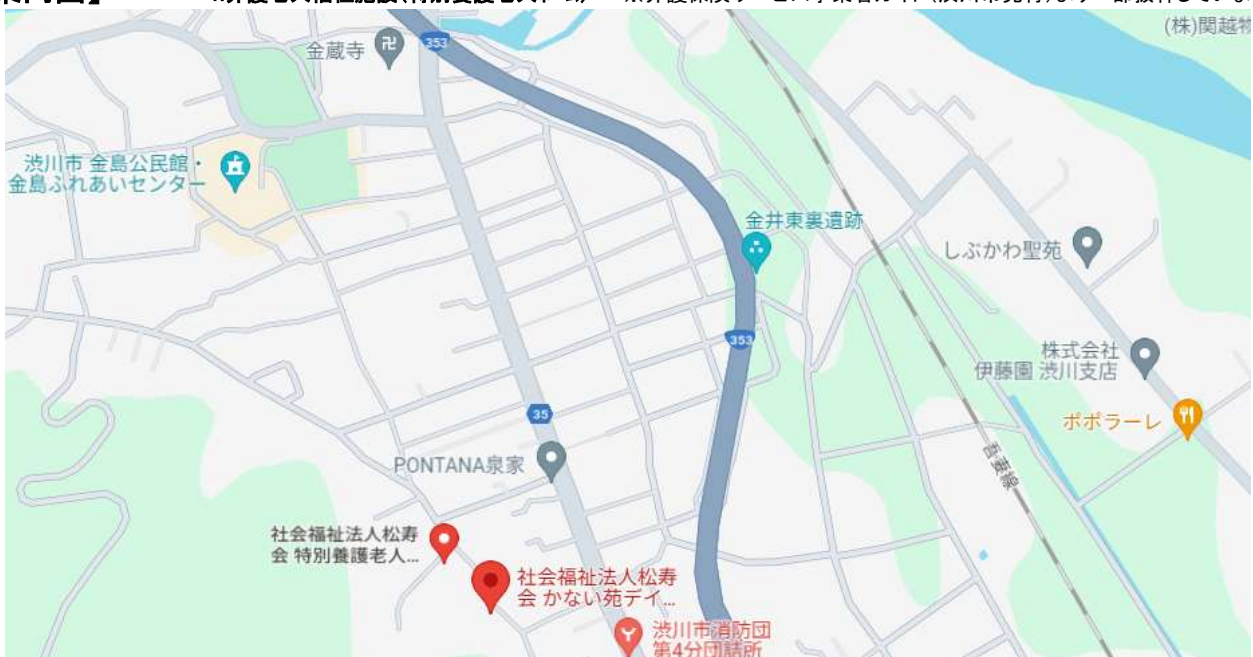 (株)関越物
金蔵寺
353
渋川市 金島公民館・
金島ふれあいセンター
金井東裏遺跡
しぶかわ聖苑
353
株式会社
伊藤園 渋川支店
35
ポポラーレ
PONTANA泉家
吾妻線
社会福祉法人松寿
会 特別養護老人...
社会福祉法人松寿
会 かない苑デイ...
渋川市消防団
第4分団詰所